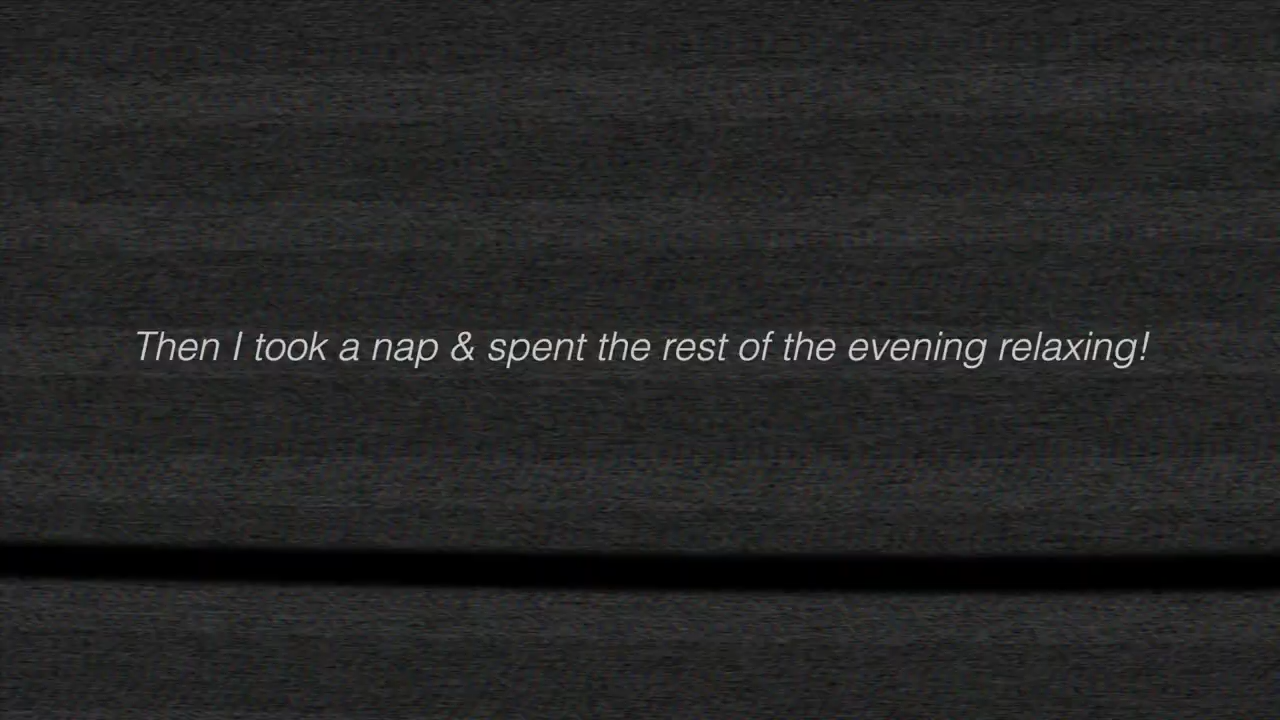 Then I took a nap & spent the rest of the evening relaxing!